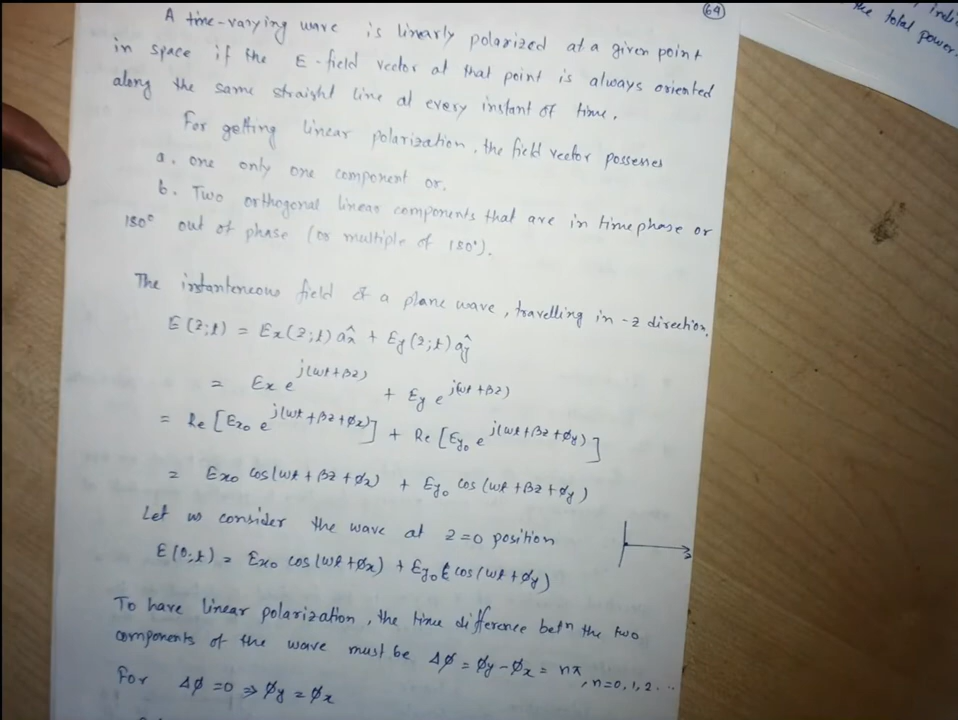 69
A time-varying wave is linearly polarized at a given point
in space if the E-field vector at that point is always oriented
along the same straight line at every instant of time.
For getting linear polarization, the field vector possesses
a. one only one component or.
b. Two orthogonal linear components that are in time phase or
180° out of phase (or multiple of 180°).
The instanteneous field of a plane wave, travelling in -z direction.
E(z;t) = Ex(z;t) âx + Ey(z;t) ây
= Ex e^j(ωt+βz) + Ey e^j(ωt+βz)
= Re [Exo e^j(ωt+βz+φx)] + Re [Eyo e^j(ωt+βz+φy)]
= Exo cos(ωt+βz+φx) + Eyo cos(ωt+βz+φy)
Let us consider the wave at z=0 position
E(0;t) = Exo cos(ωt+φx) + Eyo cos(ωt+φy)
z
To have linear polarization, the time difference betn the two
components of the wave must be Δφ = φy - φx = nπ, n=0,1,2...
For Δφ=0 ⇒ φy = φx
indi
the total power.